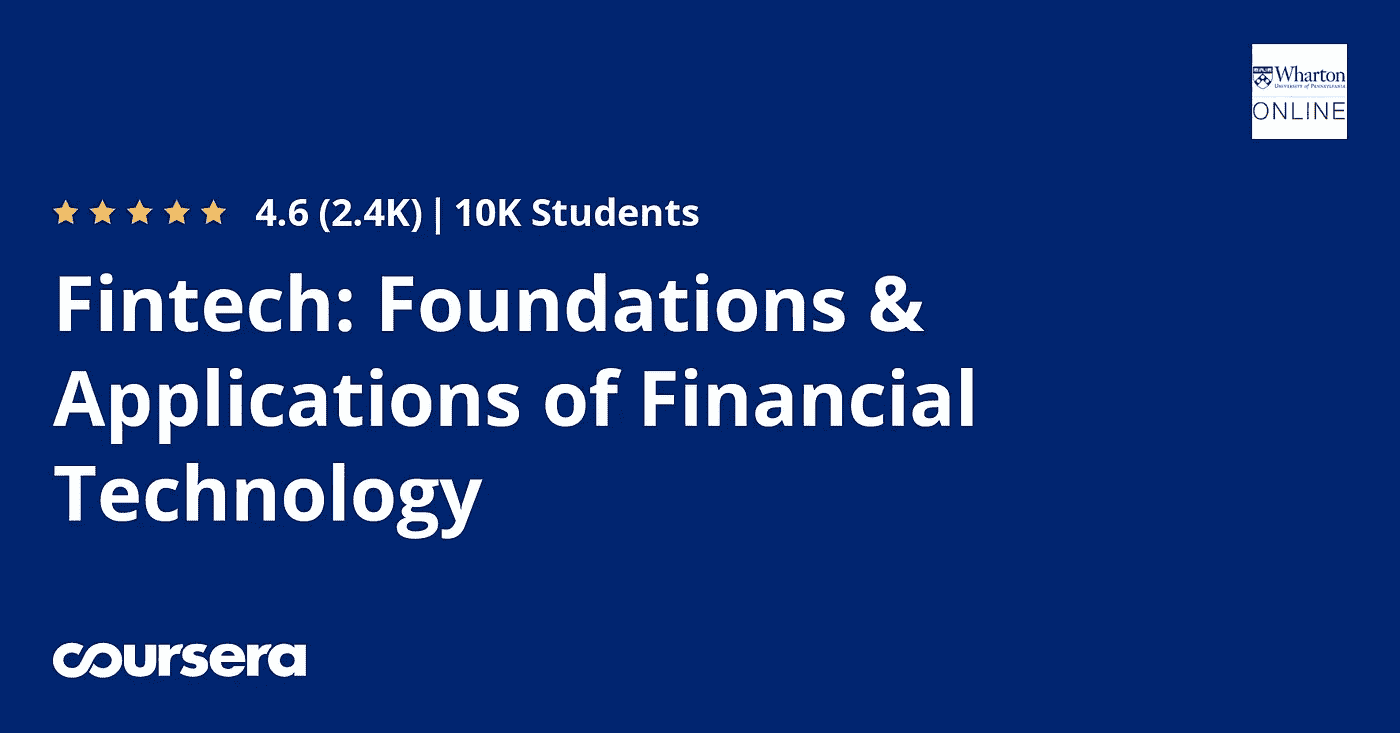 Wharton
UNIVERSITY of PENNSYLVANIA
ONLINE
4.6 (2.4K) | 10K Students
Fintech: Foundations &
Applications of Financial
Technology
coursera